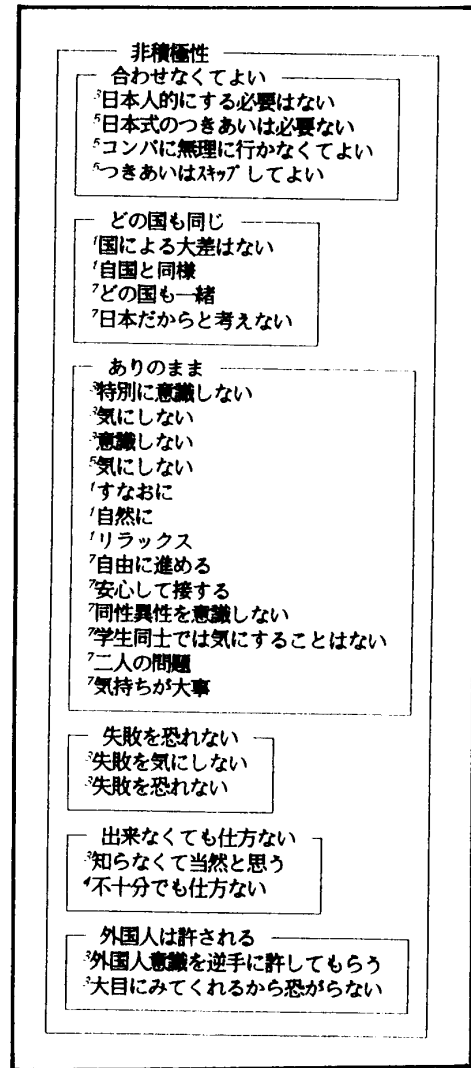 非積極性
合わせなくてよい
³日本人的にする必要はない
⁵日本式のつきあいは必要ない
⁵コンパに無理に行かなくてよい
⁵つきあいはスキップしてよい
どの国も同じ
¹国による大差はない
¹自国と同様
⁷どの国も一緒
⁷日本だからと考えない
ありのまま
³特別に意識しない
³気にしない
³意識しない
⁵気にしない
¹すなおに
¹自然に
¹リラックス
⁷自由に進める
⁷安心して接する
⁷同性異性を意識しない
⁷学生同士では気にすることはない
⁷二人の問題
⁷気持ちが大事
失敗を恐れない
³失敗を気にしない
³失敗を恐れない
出来なくても仕方ない
³知らなくて当然と思う
⁴不十分でも仕方ない
外国人は許される
³外国人意識を逆手に許してもらう
³大目にみてくれるから恐がらない